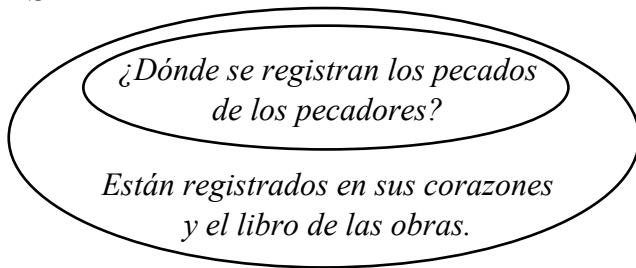 ¿Dónde se registran los pecados
de los pecadores?
Están registrados en sus corazones
y el libro de las obras.